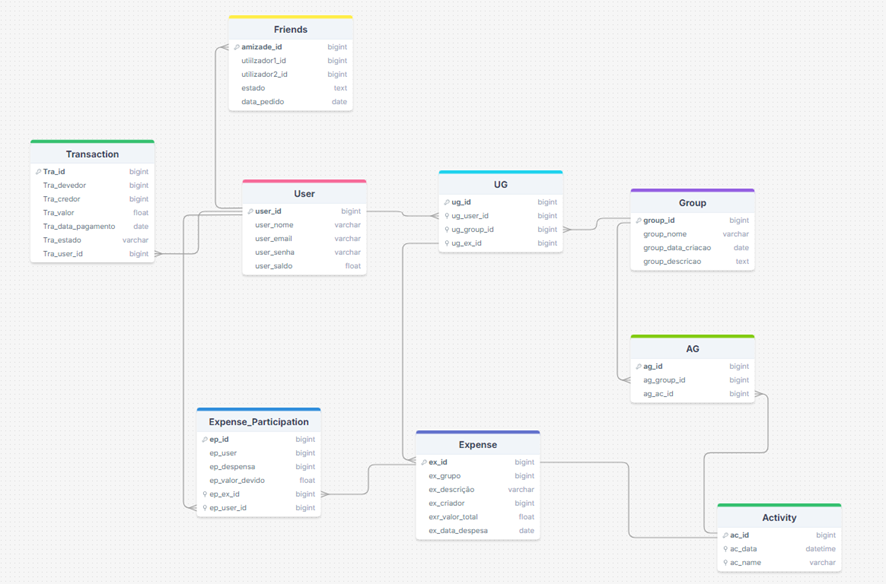 Friends
amizade_id bigint
utilizador1_id bigint
utilizador2_id bigint
estado text
data_pedido date
Transaction
Tra_id bigint
Tra_devedor bigint
Tra_credor bigint
Tra_valor float
Tra_data_pagamento date
Tra_estado varchar
Tra_user_id bigint
User
user_id bigint
user_nome varchar
user_email varchar
user_senha varchar
user_saldo float
UG
ug_id bigint
ug_user_id bigint
ug_group_id bigint
ug_ex_id bigint
Group
group_id bigint
group_nome varchar
group_data_criacao date
group_descricao text
AG
ag_id bigint
ag_group_id bigint
ag_ac_id bigint
Expense_Participation
ep_id bigint
ep_user bigint
ep_despensa bigint
ep_valor_devido float
ep_ex_id bigint
ep_user_id bigint
Expense
ex_id bigint
ex_grupo bigint
ex_descrição varchar
ex_criador bigint
exr_valor_total float
ex_data_despesa date
Activity
ac_id bigint
ac_data datetime
ac_name varchar